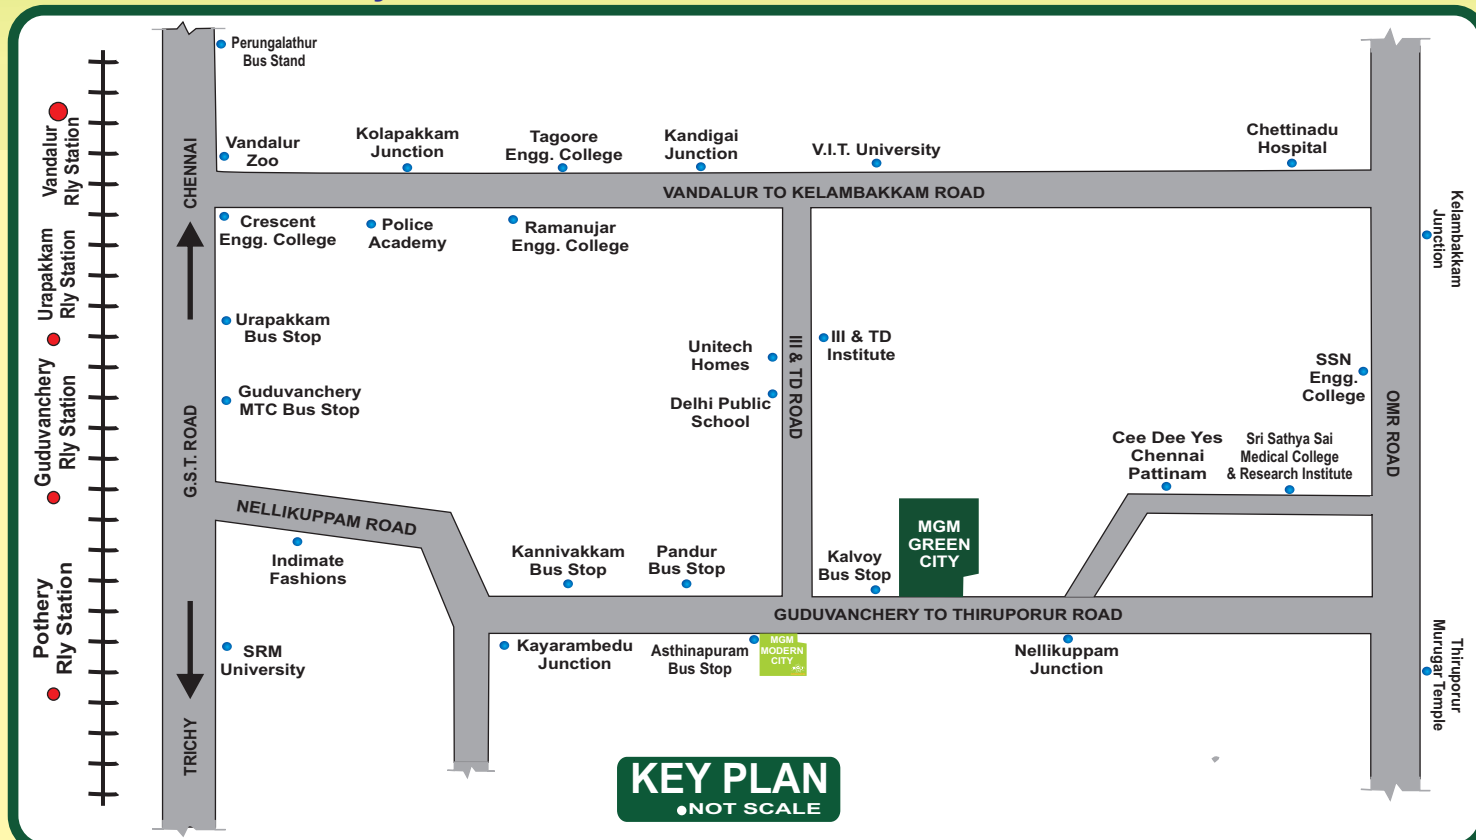 Perungalathur
Bus Stand
Vandalur
Rly Station
Urapakkam
Rly Station
Guduvanchery
Rly Station
Pothery
Rly Station
CHENNAI
G.S.T. ROAD
TRICHY
Vandalur
Zoo
Kolapakkam
Junction
Tagoore
Engg. College
Kandigai
Junction
V.I.T. University
Chettinadu
Hospital
VANDALUR TO KELAMBAKKAM ROAD
Crescent
Engg. College
Police
Academy
Ramanujar
Engg. College
Kelambakkam
Junction
Urapakkam
Bus Stop
Guduvanchery
MTC Bus Stop
Unitech
Homes
Delhi Public
School
III & TD ROAD
III & TD
Institute
SSN
Engg.
College
OMR ROAD
Cee Dee Yes
Chennai
Pattinam
Sri Sathya Sai
Medical College
& Research Institute
NELLIKUPPAM ROAD
Indimate
Fashions
Kannivakkam
Bus Stop
Pandur
Bus Stop
Kalvoy
Bus Stop
MGM
GREEN
CITY
GUDUVANCHERY TO THIRUPORUR ROAD
SRM
University
Kayarambedu
Junction
Asthinapuram
Bus Stop
MGM
MODERN
CITY
Nellikuppam
Junction
Thiruporur
Murugar Temple
KEY PLAN
NOT SCALE